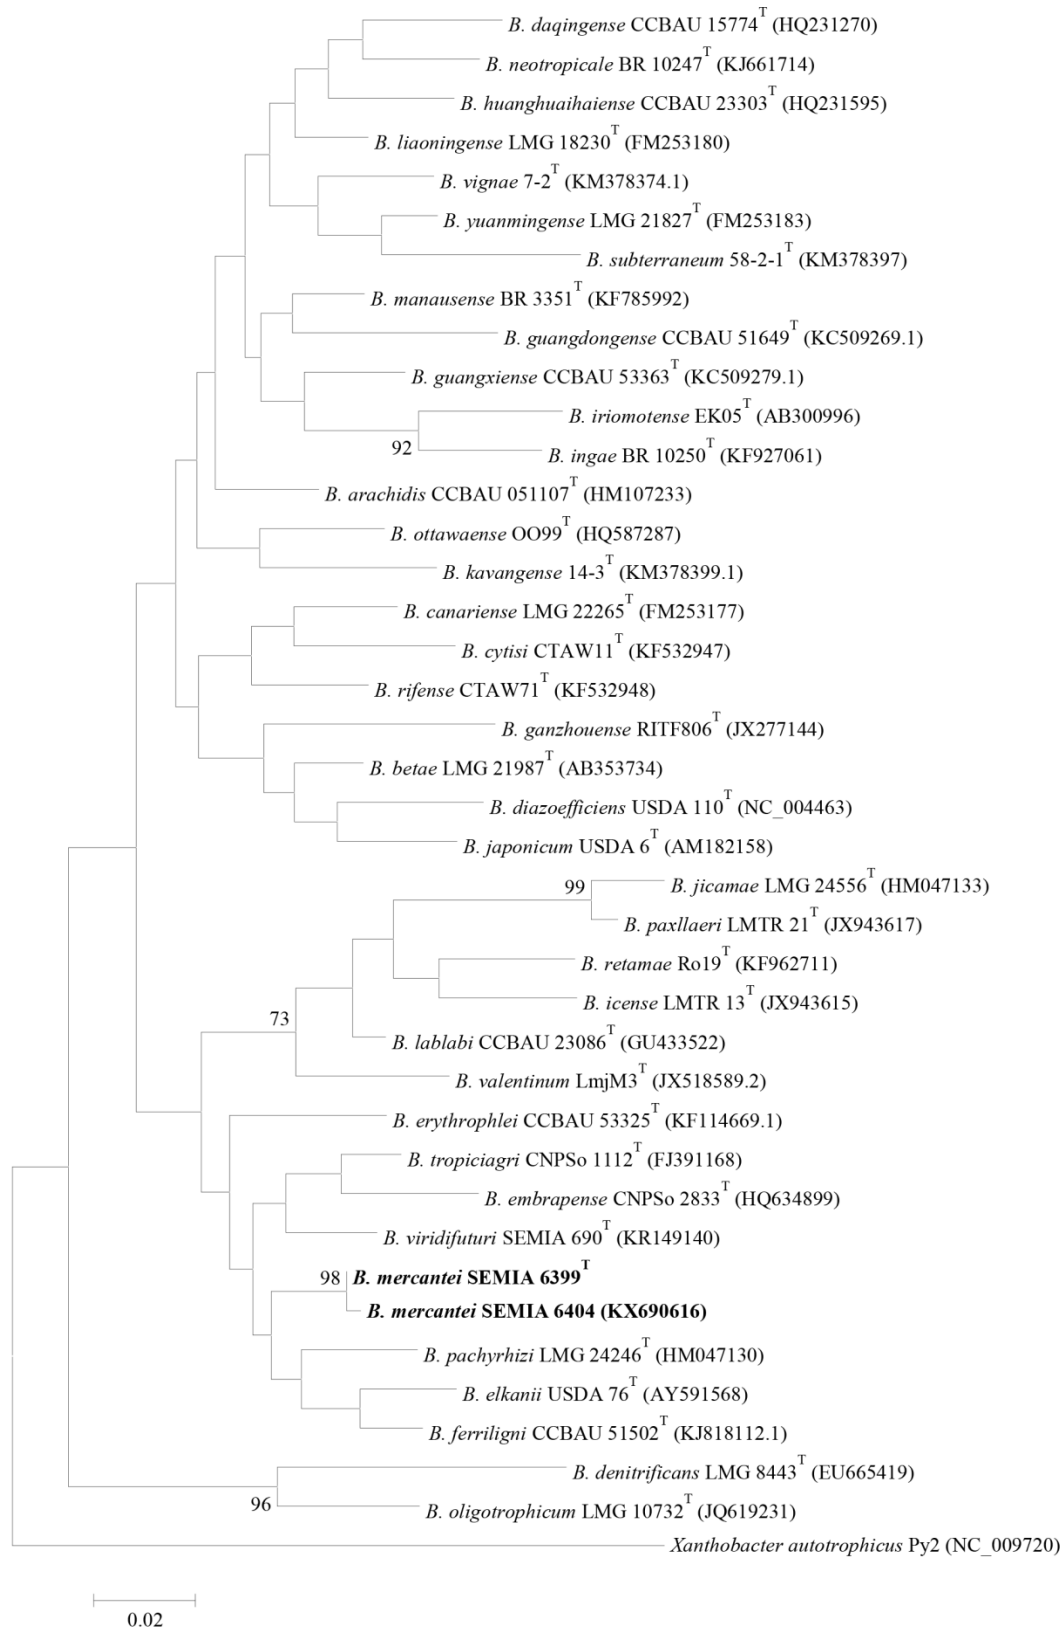 B. daqingense CCBAU 15774T (HQ231270)
B. neotropicale BR 10247T (KJ661714)
B. huanghuaihaiense CCBAU 23303T (HQ231595)
B. liaoningense LMG 18230T (FM253180)
B. vignae 7-2T (KM378374.1)
B. yuanmingense LMG 21827T (FM253183)
B. subterraneum 58-2-1T (KM378397)
B. manausense BR 3351T (KF785992)
B. guangdongense CCBAU 51649T (KC509269.1)
B. guangxiense CCBAU 53363T (KC509279.1)
B. iriomotense EK05T (AB300996)
92 B. ingae BR 10250T (KF927061)
B. arachidis CCBAU 051107T (HM107233)
B. ottawaense OO99T (HQ587287)
B. kavangense 14-3T (KM378399.1)
B. canariense LMG 22265T (FM253177)
B. cytisi CTAW11T (KF532947)
B. rifense CTAW71T (KF532948)
B. ganzhouense RITF806T (JX277144)
B. betae LMG 21987T (AB353734)
B. diazoefficiens USDA 110T (NC_004463)
B. japonicum USDA 6T (AM182158)
99 B. jicamae LMG 24556T (HM047133)
B. paxllaeri LMTR 21T (JX943617)
B. retamae Ro19T (KF962711)
B. icense LMTR 13T (JX943615)
73
B. lablabi CCBAU 23086T (GU433522)
B. valentinum LmjM3T (JX518589.2)
B. erythrophlei CCBAU 53325T (KF114669.1)
B. tropiciagri CNPSo 1112T (FJ391168)
B. embrapense CNPSo 2833T (HQ634899)
B. viridifuturi SEMIA 690T (KR149140)
98 B. mercantei SEMIA 6399T
B. mercantei SEMIA 6404 (KX690616)
B. pachyrhizi LMG 24246T (HM047130)
B. elkanii USDA 76T (AY591568)
B. ferriligni CCBAU 51502T (KJ818112.1)
B. denitrificans LMG 8443T (EU665419)
96 B. oligotrophicum LMG 10732T (JQ619231)
Xanthobacter autotrophicus Py2 (NC_009720)
0.02